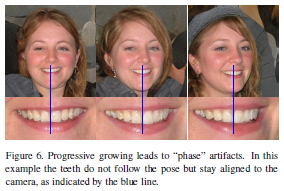 Figure 6. Progressive growing leads to “phase” artifacts. In this
example the teeth do not follow the pose but stay aligned to the
camera, as indicated by the blue line.